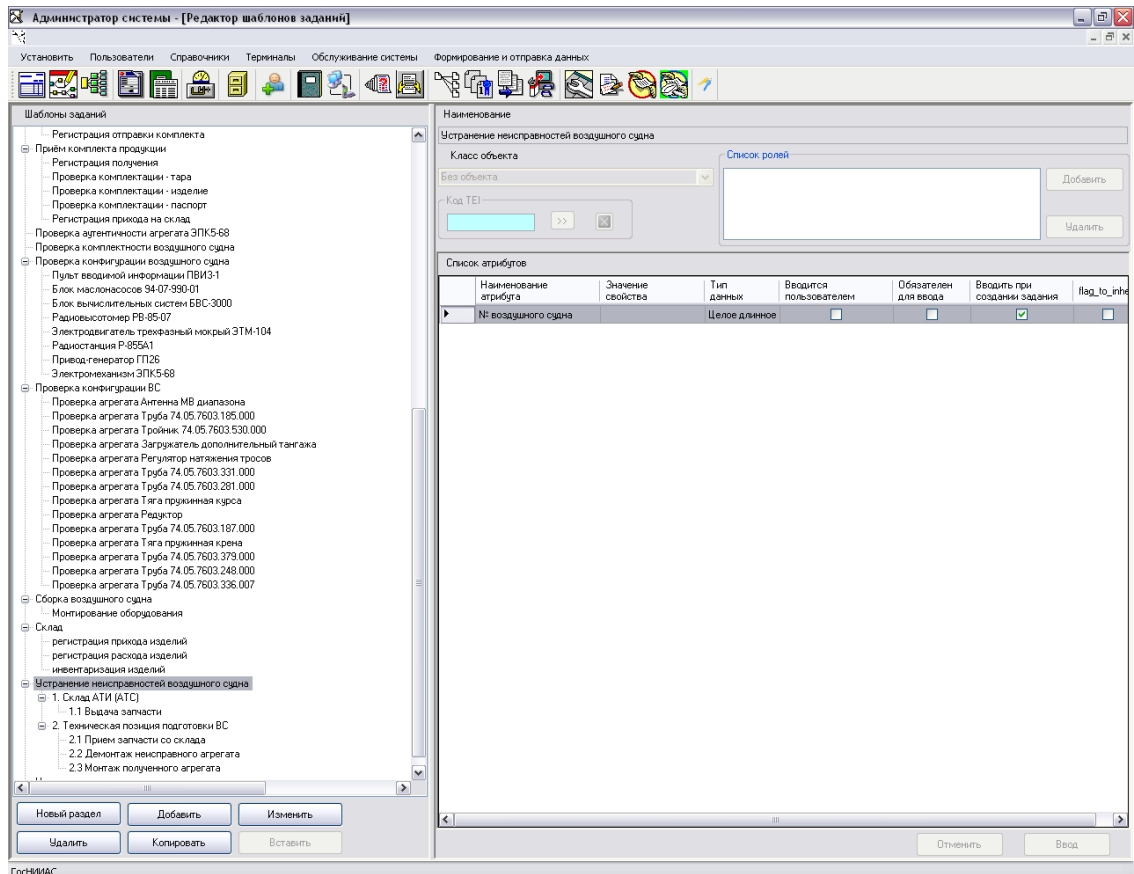 Администратор системы - [Редактор шаблонов заданий]
Установить Пользователи Справочники Терминалы Обслуживание системы Формирование и отправка данных
Шаблоны заданий
Регистрация отправки комплекта
Приём комплекта продукции
Регистрация получения
Проверка комплектации - тара
Проверка комплектации - изделие
Проверка комплектации - паспорт
Регистрация прихода на склад
Проверка аутентичности агрегата ЭПК5-68
Проверка комплектности воздушного судна
Проверка конфигурации воздушного судна
Пульт вводимой информации ПВИ3-1
Блок маслонасосов 94-07-990-01
Блок вычислительных систем БВС-3000
Радиовысотомер РВ-85-07
Электродвигатель трехфазный мокрый ЭТМ-104
Радиостанция Р-855А1
Привод-генератор ГП26
Электромеханизм ЭПК5-68
Проверка конфигурации ВС
Проверка агрегата Антенна МВ диапазона
Проверка агрегата Труба 74.05.7603.185.000
Проверка агрегата Тройник 74.05.7603.530.000
Проверка агрегата Загружатель дополнительный тангажа
Проверка агрегата Регулятор натяжения тросов
Проверка агрегата Труба 74.05.7603.331.000
Проверка агрегата Труба 74.05.7603.281.000
Проверка агрегата Тяга пружинная курса
Проверка агрегата Редуктор
Проверка агрегата Труба 74.05.7603.187.000
Проверка агрегата Тяга пружинная крена
Проверка агрегата Труба 74.05.7603.379.000
Проверка агрегата Труба 74.05.7603.248.000
Проверка агрегата Труба 74.05.7603.336.007
Сборка воздушного судна
Монтирование оборудования
Склад
регистрация прихода изделий
регистрация расхода изделий
инвентаризация изделий
Устранение неисправностей воздушного судна
1. Склад АТИ (АТС)
1.1 Выдача запчасти
2. Техническая позиция подготовки ВС
2.1 Прием запчасти со склада
2.2 Демонтаж неисправного агрегата
2.3 Монтаж полученного агрегата
Новый раздел Добавить Изменить
Удалить Копировать Вставить
Наименование
Устранение неисправностей воздушного судна
Класс объекта
Без объекта
Код TEI
>>
Список ролей
Добавить
Удалить
Список атрибутов
Наименование атрибута Значение свойства Тип данных Вводится пользователем Обязателен для ввода Вводить при создании задания flag_to_inhe
№ воздушного судна Целое длинное
Отменить Ввод
ГосНИИАС